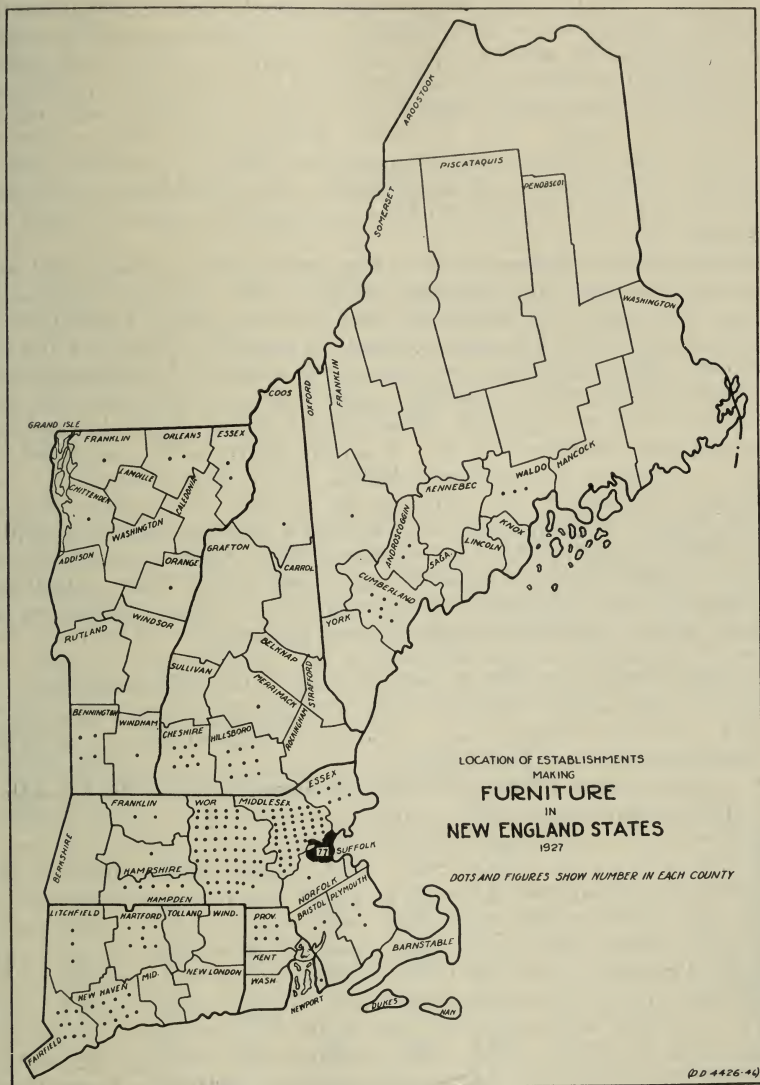 AROOSTOOK
PISCATAQUIS
PENOBSCOT
SOMERSET
WASHINGTON
COOS
OXFORD
FRANKLIN
GRAND ISLE
FRANKLIN
ORLEANS
ESSEX
LAMOILLE
CHITTENDEN
CALEDONIA
WASHINGTON
WALDO
HANCOCK
KENNEBEC
ANDROSCOGGIN
KNOX
LINCOLN
SAGA.
GRAFTON
ADDISON
ORANGE
CARROL
CUMBERLAND
YORK
WINDSOR
RUTLAND
BELKNAP
SULLIVAN
STRAFFORD
MERRIMACK
BENNINGTON
WINDHAM
CHESHIRE
HILLSBORO
ROCKINGHAM
LOCATION OF ESTABLISHMENTS
MAKING
FURNITURE
IN
NEW ENGLAND STATES
1927
DOTS AND FIGURES SHOW NUMBER IN EACH COUNTY
ESSEX
FRANKLIN
WOR
MIDDLESEX
BERKSHIRE
77
SUFFOLK
HAMPSHIRE
NORFOLK
HAMPDEN
BRISTOL
PLYMOUTH
LITCHFIELD
HARTFORD
TOLLAND
WIND.
PROV.
BARNSTABLE
KENT
NEW LONDON
MID.
WASH.
NEW HAVEN
NEWPORT
DUKES
NAN
FAIRFIELD
(DD 4426-46)